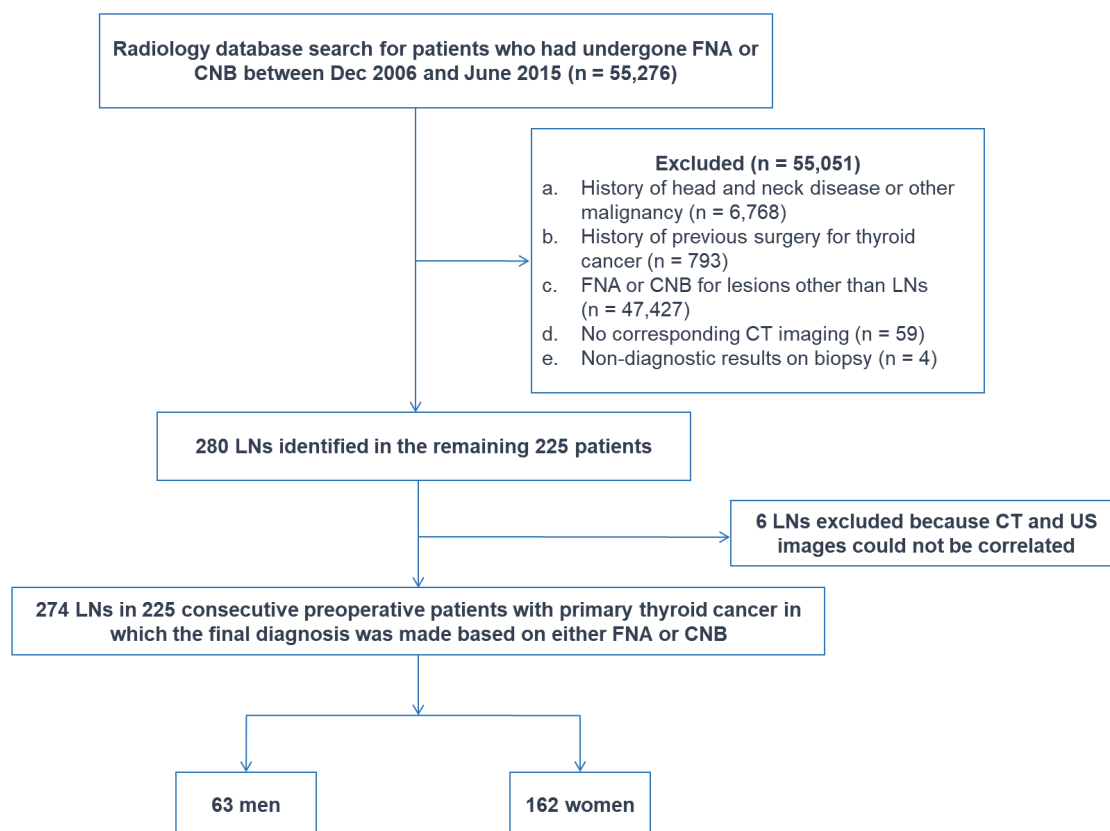 Radiology database search for patients who had undergone FNA or
CNB between Dec 2006 and June 2015 (n = 55,276)
Excluded (n = 55,051)
a. History of head and neck disease or other
malignancy (n = 6,768)
b. History of previous surgery for thyroid
cancer (n = 793)
c. FNA or CNB for lesions other than LNs
(n = 47,427)
d. No corresponding CT imaging (n = 59)
e. Non-diagnostic results on biopsy (n = 4)
280 LNs identified in the remaining 225 patients
6 LNs excluded because CT and US
images could not be correlated
274 LNs in 225 consecutive preoperative patients with primary thyroid cancer in
which the final diagnosis was made based on either FNA or CNB
63 men
162 women